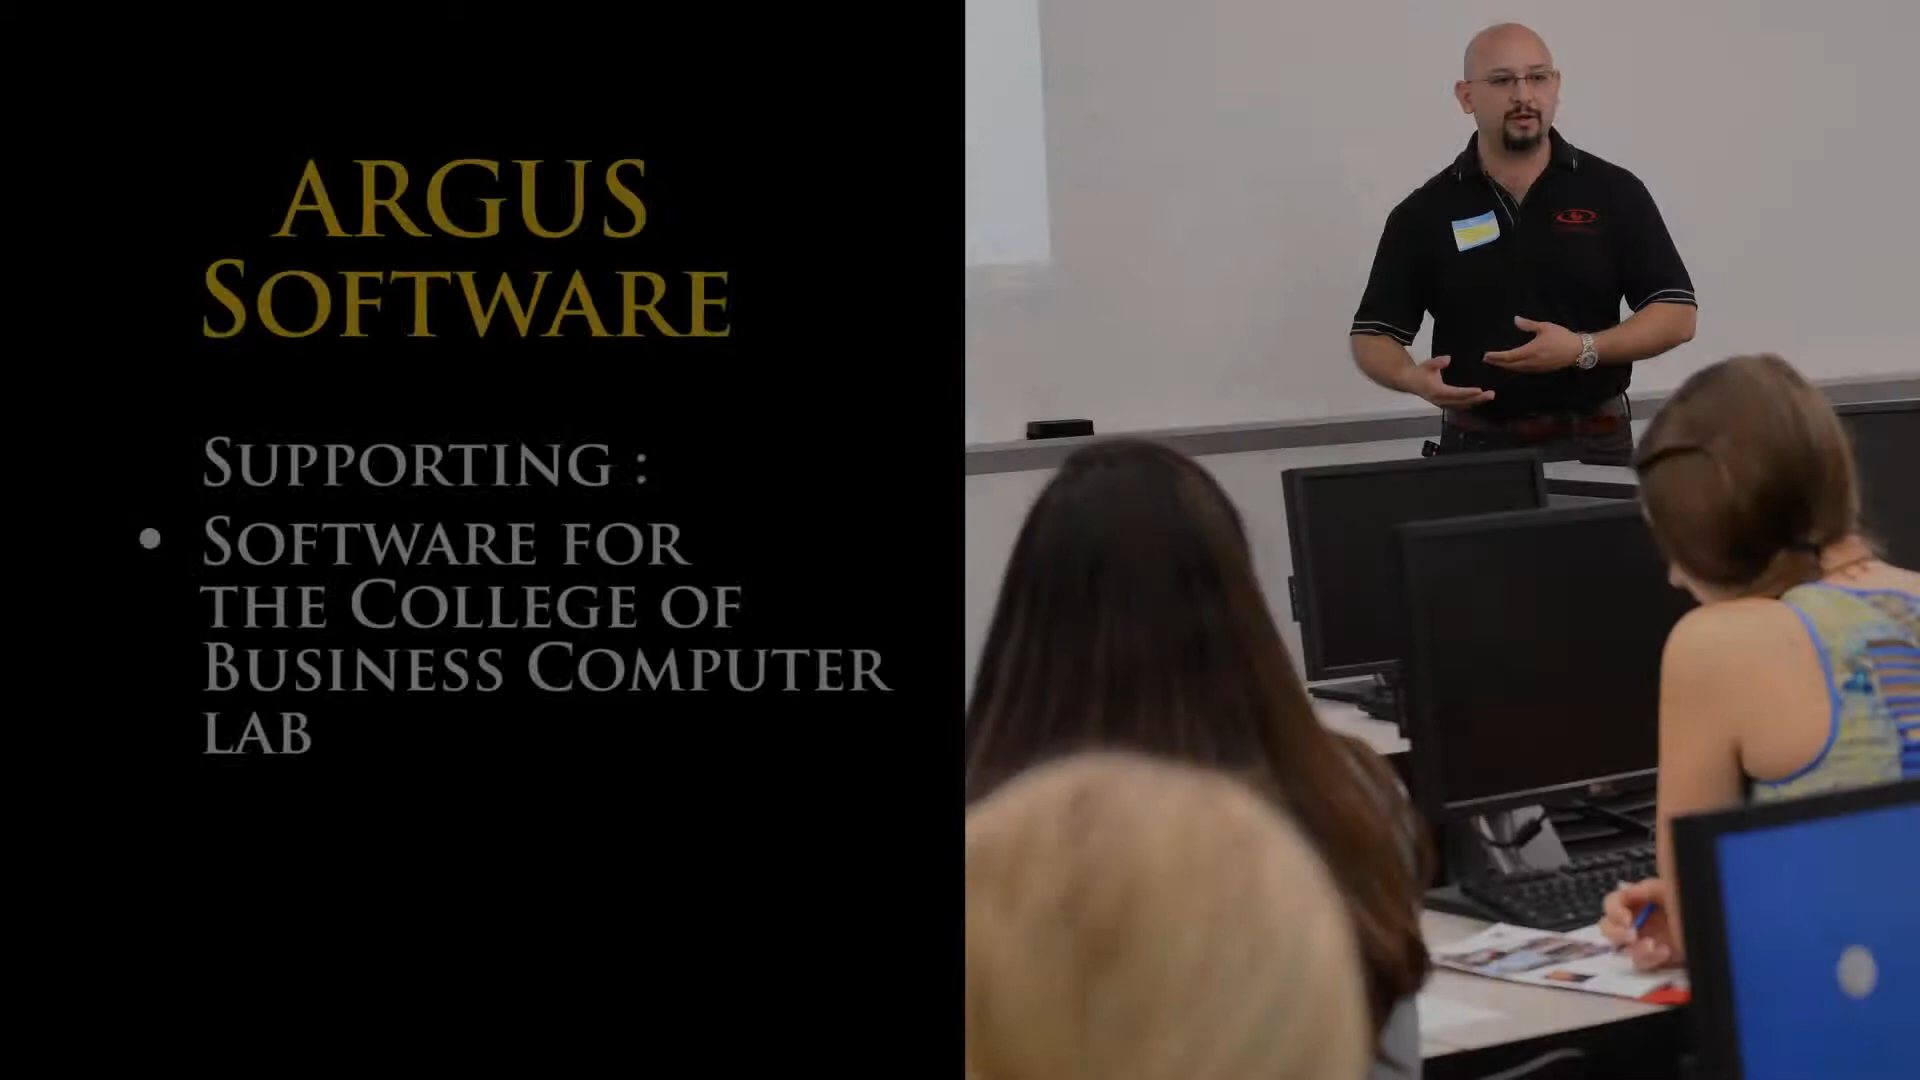 ARGUS
SOFTWARE
SUPPORTING :
• SOFTWARE FOR
THE COLLEGE OF
BUSINESS COMPUTER
LAB